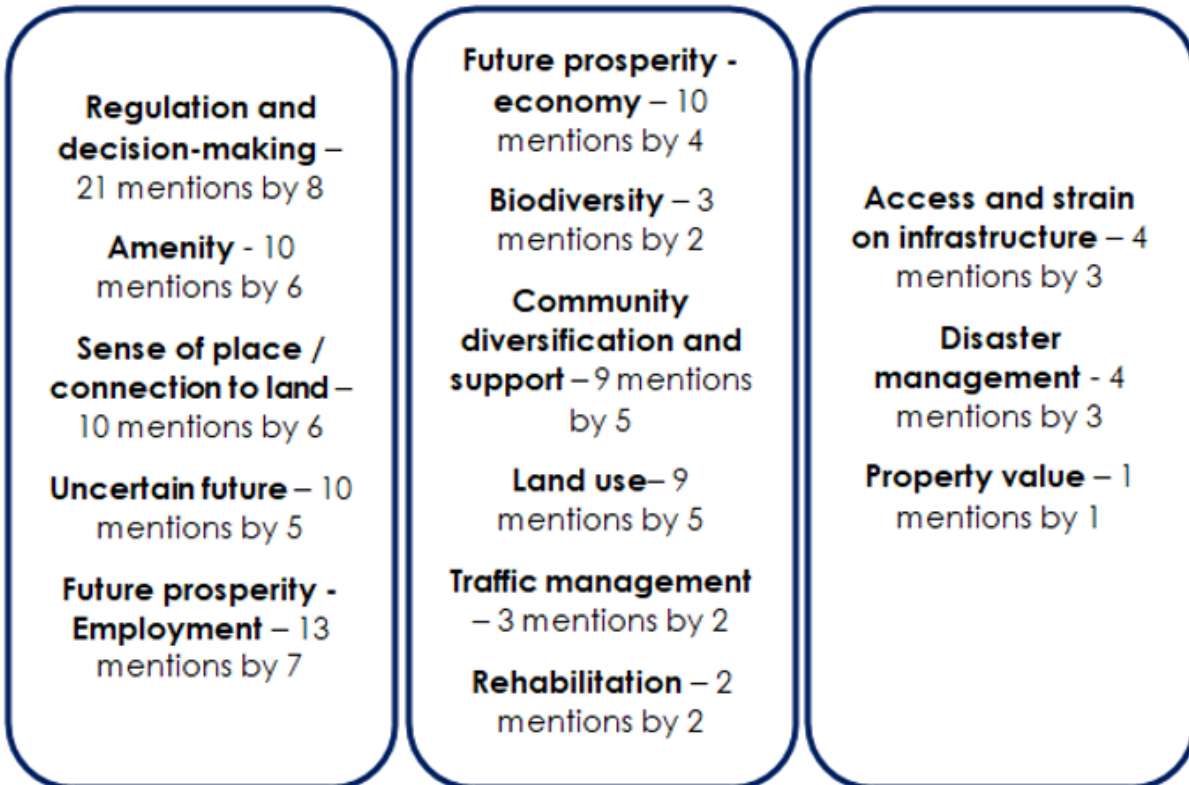 Regulation and
decision-making –
21 mentions by 8
Amenity - 10
mentions by 6
Sense of place /
connection to land –
10 mentions by 6
Uncertain future – 10
mentions by 5
Future prosperity -
Employment – 13
mentions by 7
Future prosperity -
economy – 10
mentions by 4
Biodiversity – 3
mentions by 2
Community
diversification and
support – 9 mentions
by 5
Land use– 9
mentions by 5
Traffic management
– 3 mentions by 2
Rehabilitation – 2
mentions by 2
Access and strain
on infrastructure – 4
mentions by 3
Disaster
management - 4
mentions by 3
Property value – 1
mentions by 1